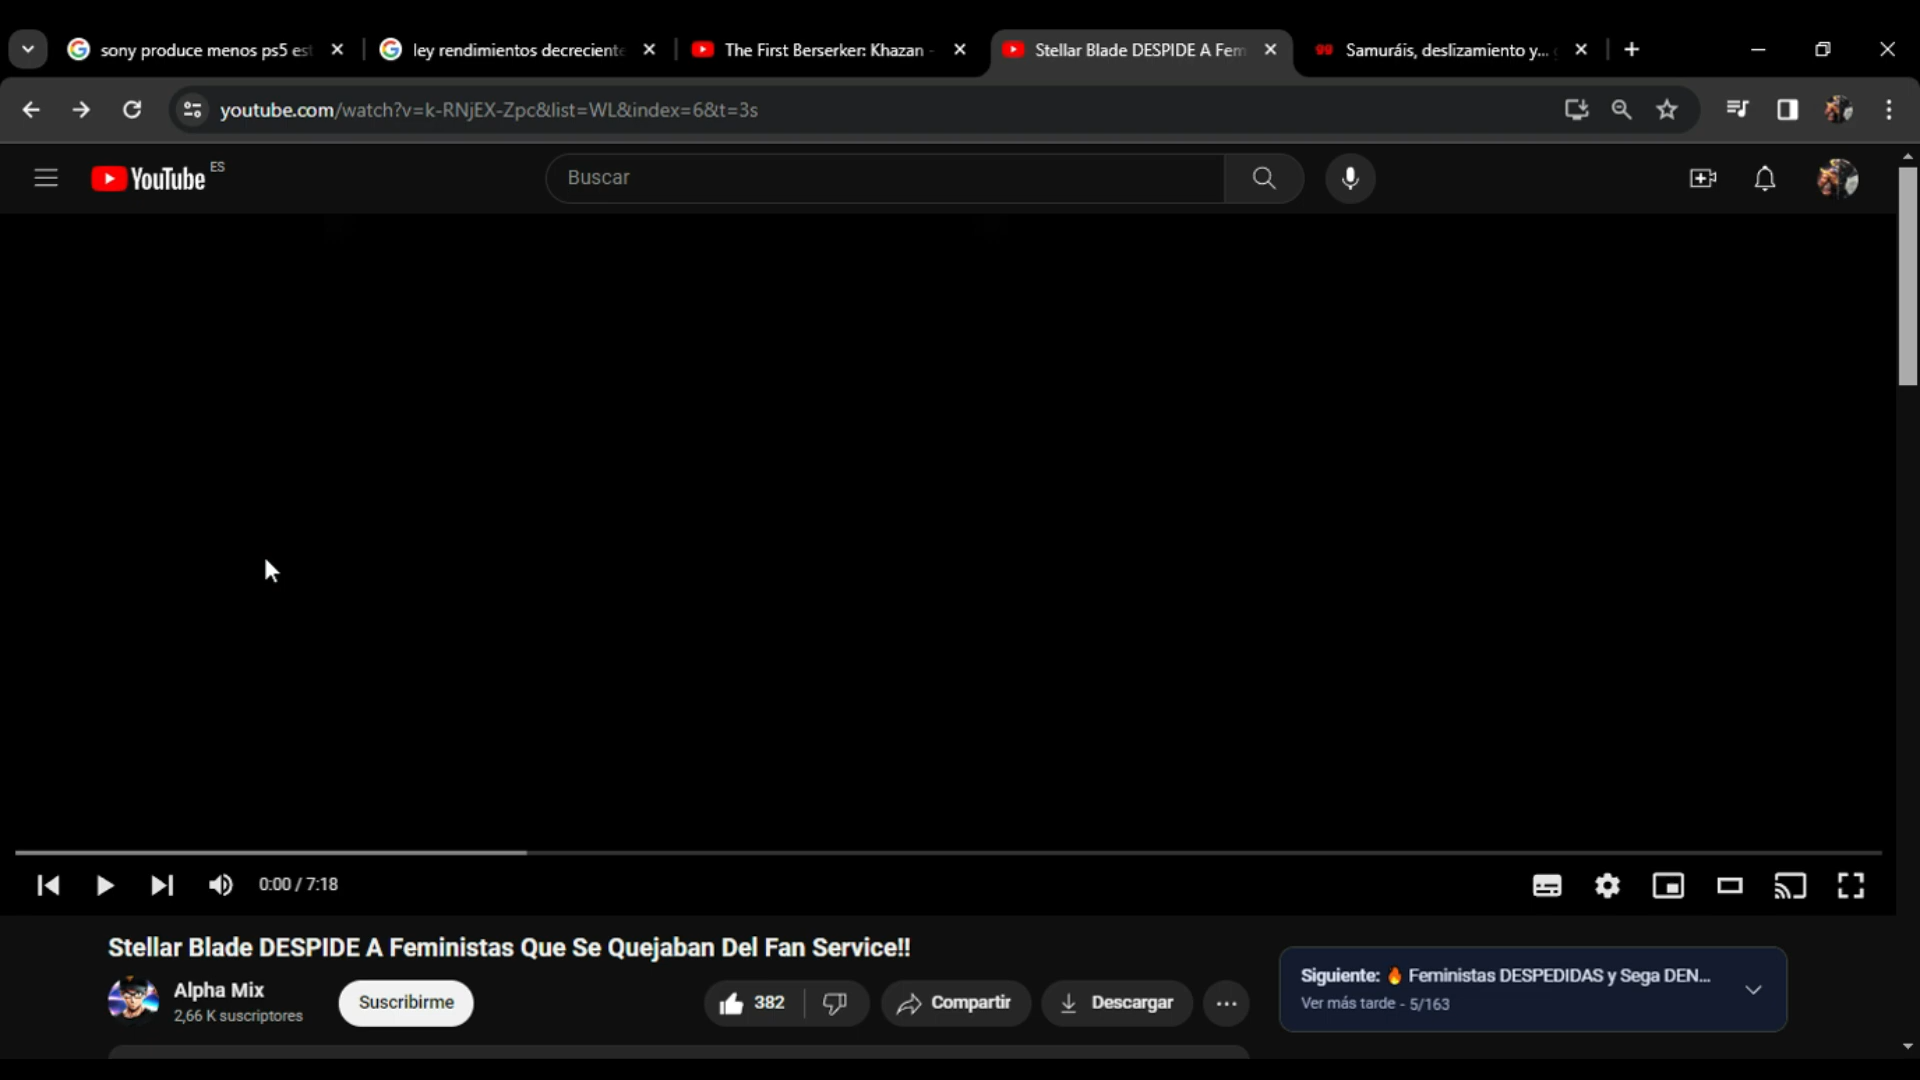 sony produce menos ps5 es
ley rendimientos decreciente
The First Berserker: Khazan -
Stellar Blade DESPIDE A Fem
Samuráis, deslizamiento y...
youtube.com/watch?v=k-RNjEX-Zpc&list=WL&index=6&t=3s
YouTube ES
Buscar
0:00 / 7:18
Stellar Blade DESPIDE A Feministas Que Se Quejaban Del Fan Service!!
Alpha Mix
2,66 K suscriptores
Suscribirme
382
Compartir
Descargar
Siguiente: 🔥 Feministas DESPEDIDAS y Sega DEN...
Ver más tarde - 5/163